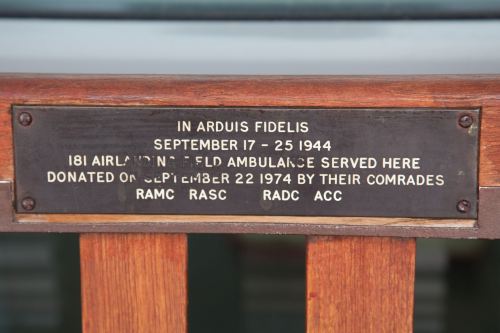 IN ARDUIS FIDELIS
SEPTEMBER 17 - 25 1944
181 AIRLANDING FIELD AMBULANCE SERVED HERE
DONATED ON SEPTEMBER 22 1974 BY THEIR COMRADES
RAMC RASC RADC ACC